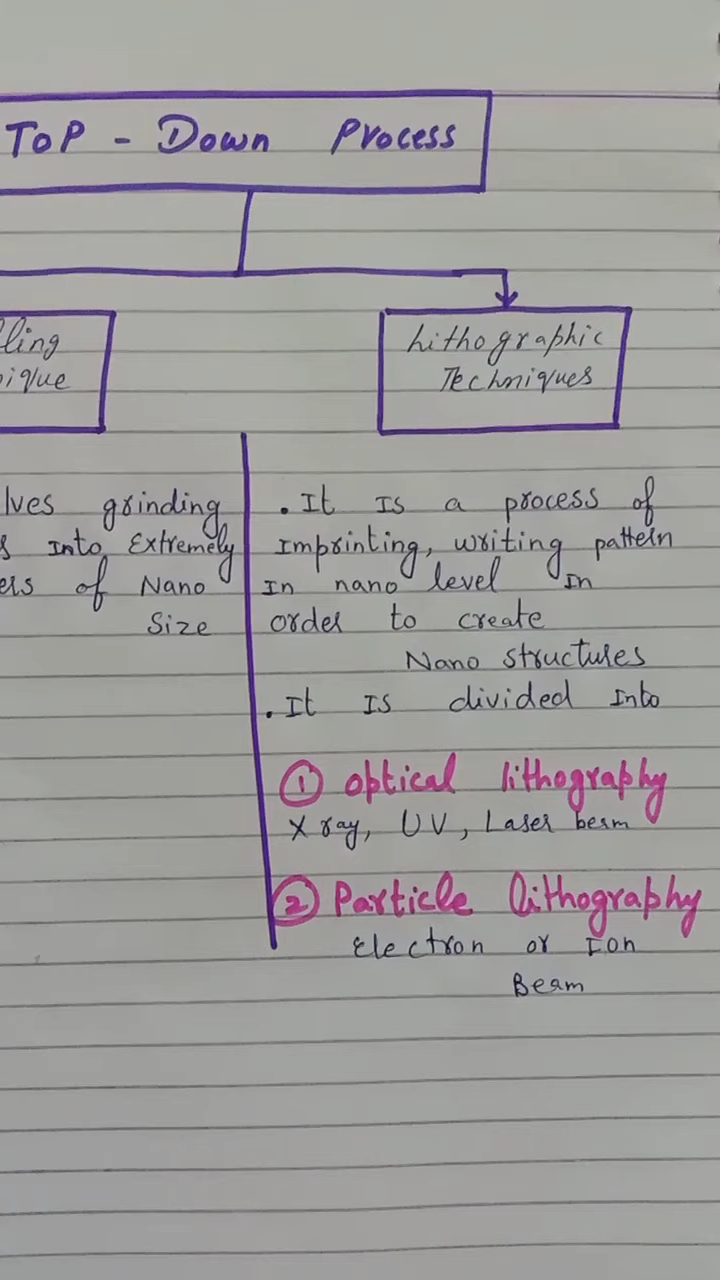 TOP - Down Process
lling
ique
Lithographic
Techniques
lves grinding
s Into Extremely
ers of Nano
Size
. It Is a process of
Imprinting, writing pattern
In nano level In
order to create
Nano structures
. It Is divided Into
① optical lithography
X ray, UV, Laser beam
② Particle lithography
Electron or Ion
Beam